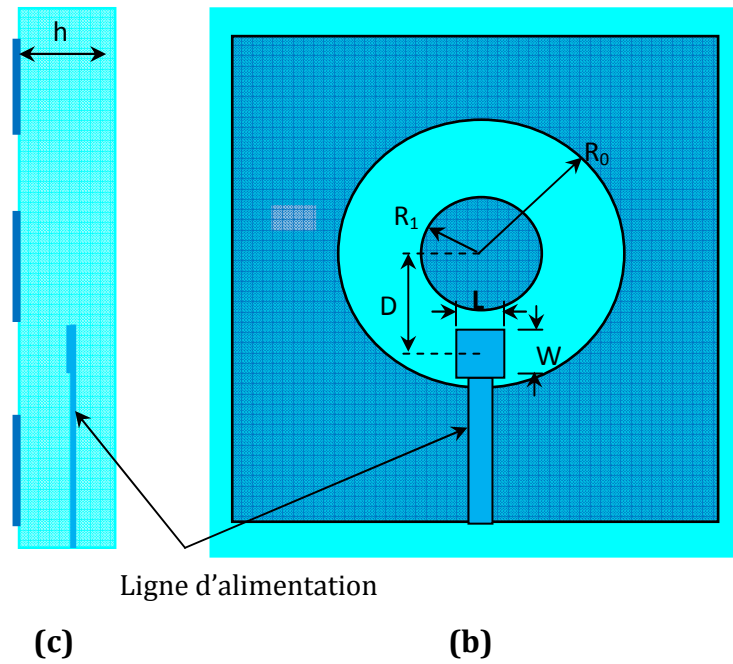 h
R₀
R₁
D
L
W
Ligne d’alimentation
(c)
(b)